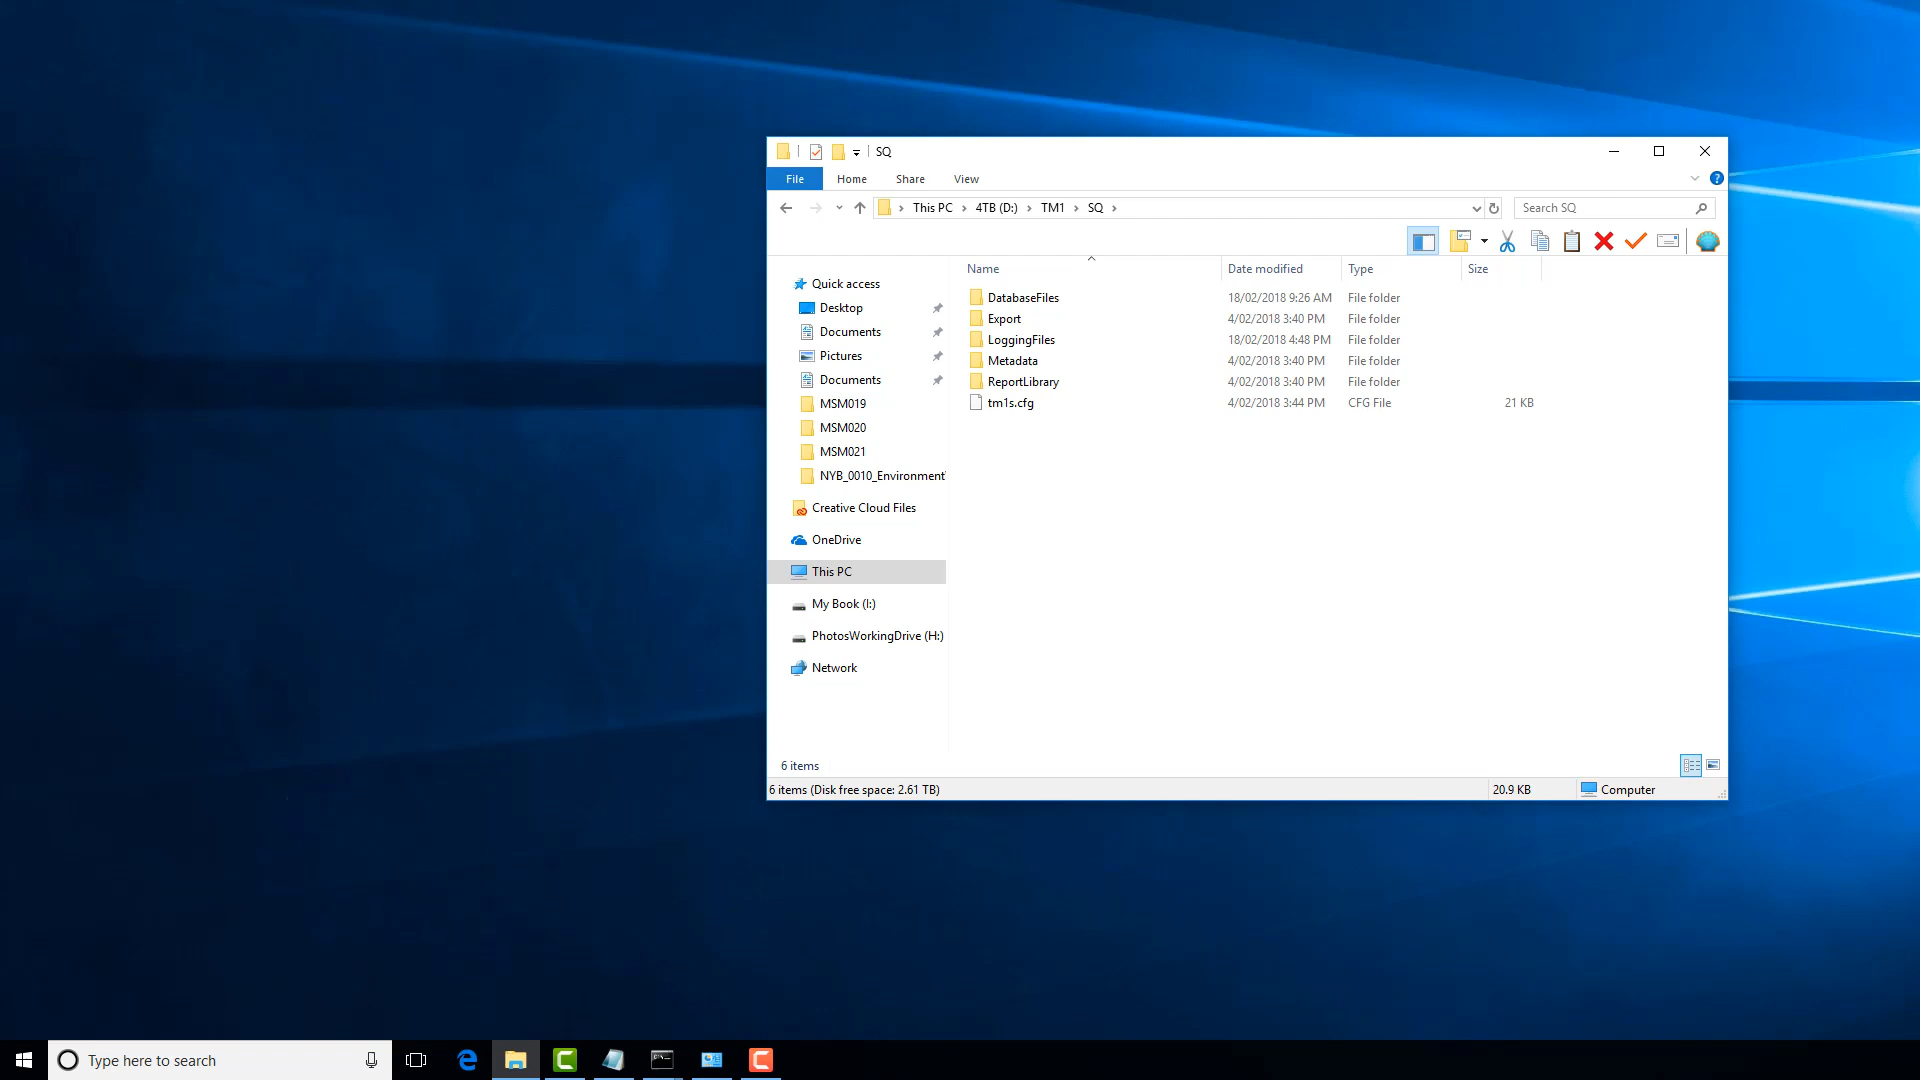 SQ
File Home Share View
This PC 4TB (D:) TM1 SQ
Search SQ
Name Date modified Type Size
Quick access
Desktop
Documents
Pictures
Documents
MSM019
MSM020
MSM021
NYB_0010_Environment
Creative Cloud Files
OneDrive
This PC
My Book (I:)
PhotosWorkingDrive (H:)
Network
DatabaseFiles 18/02/2018 9:26 AM File folder
Export 4/02/2018 3:40 PM File folder
LoggingFiles 18/02/2018 4:48 PM File folder
Metadata 4/02/2018 3:40 PM File folder
ReportLibrary 4/02/2018 3:40 PM File folder
tm1s.cfg 4/02/2018 3:44 PM CFG File 21 KB
6 items
6 items (Disk free space: 2.61 TB) 20.9 KB Computer
Type here to search